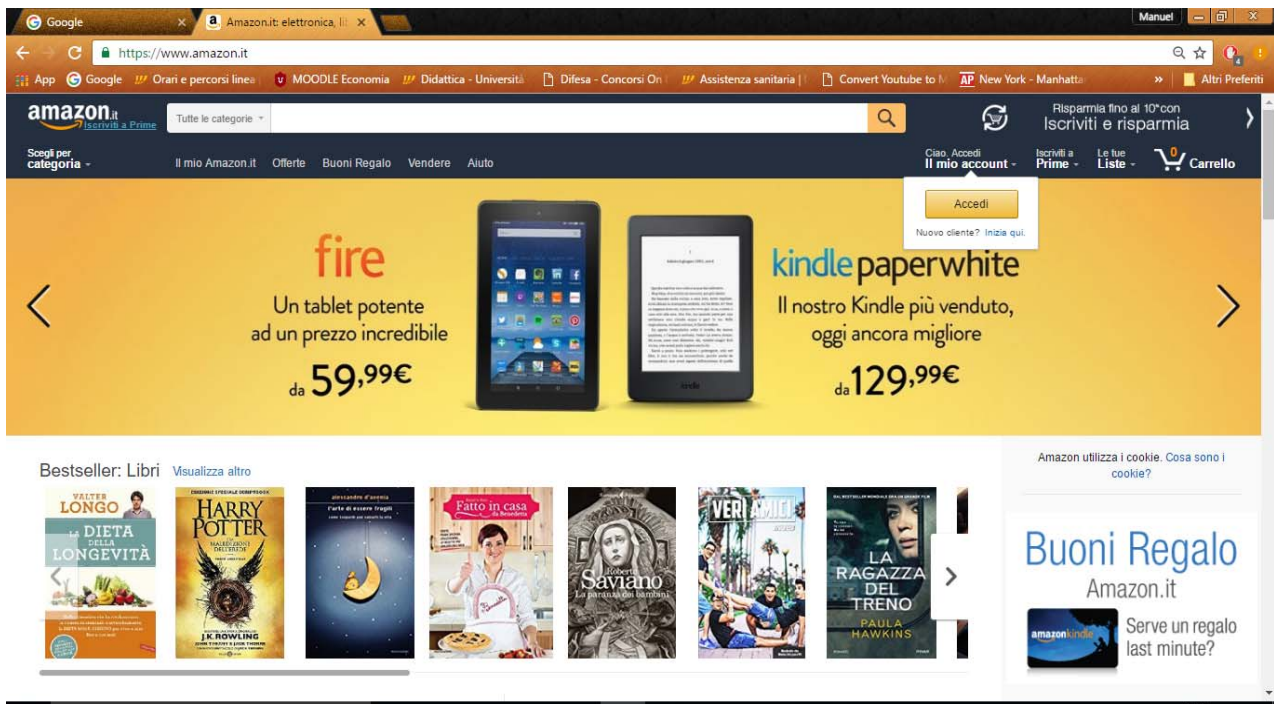 Google
Amazon.it: elettronica, li
Manuel
https://www.amazon.it
App
Google
Orari e percorsi linea
MOODLE Economia
Didattica - Università
Difesa - Concorsi On
Assistenza sanitaria |
Convert Youtube to
New York - Manhatta
»
Altri Preferiti
amazon.it
Iscriviti a Prime
Tutte le categorie
Risparmia fino al 10*con
Iscriviti e risparmia
Scegli per
categoria
Il mio Amazon.it
Offerte
Buoni Regalo
Vendere
Aiuto
Ciao. Accedi
Il mio account
Iscriviti a
Prime
Le tue
Liste
0
Carrello
Accedi
Nuovo cliente? Inizia qui.
fire
Un tablet potente
ad un prezzo incredibile
da 59,99€
kindle
kindle paperwhite
Il nostro Kindle più venduto,
oggi ancora migliore
da 129,99€
Bestseller: Libri
Visualizza altro
VALTER
LONGO
LA DIETA
DELLA
LONGEVITÀ
HARRY
POTTER
J.K.ROWLING
alessandro d'avenia
l'arte di essere fragili
Fatto in casa
da Benedetta
Roberto
Saviano
La paranza dei bambini
VERI AMICI
LA
RAGAZZA
DEL
TRENO
PAULA
HAWKINS
Amazon utilizza i cookie. Cosa sono i
cookie?
Buoni Regalo
Amazon.it
amazonkindle
Serve un regalo
last minute?